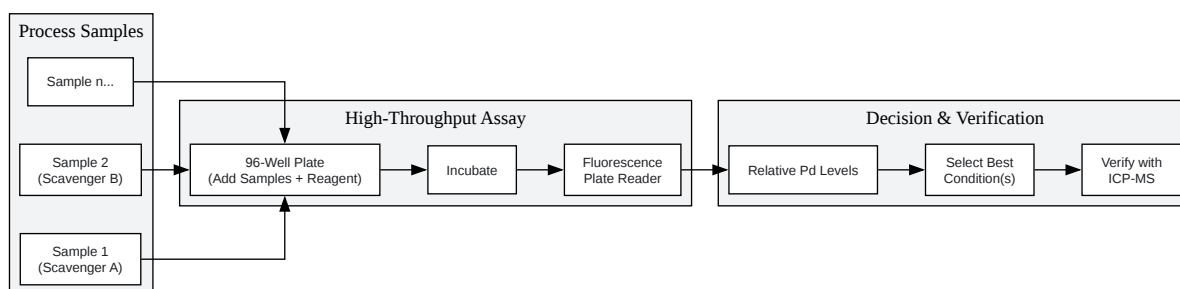 Process Samples
Sample n...
Sample 2
(Scavenger B)
Sample 1
(Scavenger A)
High-Throughput Assay
96-Well Plate
(Add Samples + Reagent)
Incubate
Fluorescence
Plate Reader
Decision & Verification
Relative Pd Levels
Select Best
Condition(s)
Verify with
ICP-MS